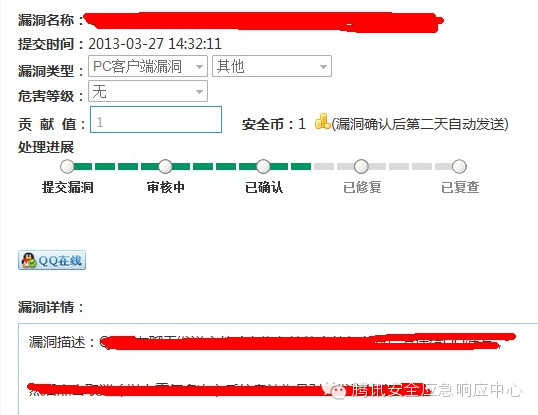 漏洞名称：
提交时间：2013-03-27 14:32:11
漏洞类型： PC客户端漏洞 其他
危害等级： 无
贡 献 值： 1 安全币：1 (漏洞确认后第二天自动发送)
处理进展
提交漏洞 审核中 已确认 已修复 已复查
QQ在线
漏洞详情：
漏洞描述：
腾讯安全应急响应中心